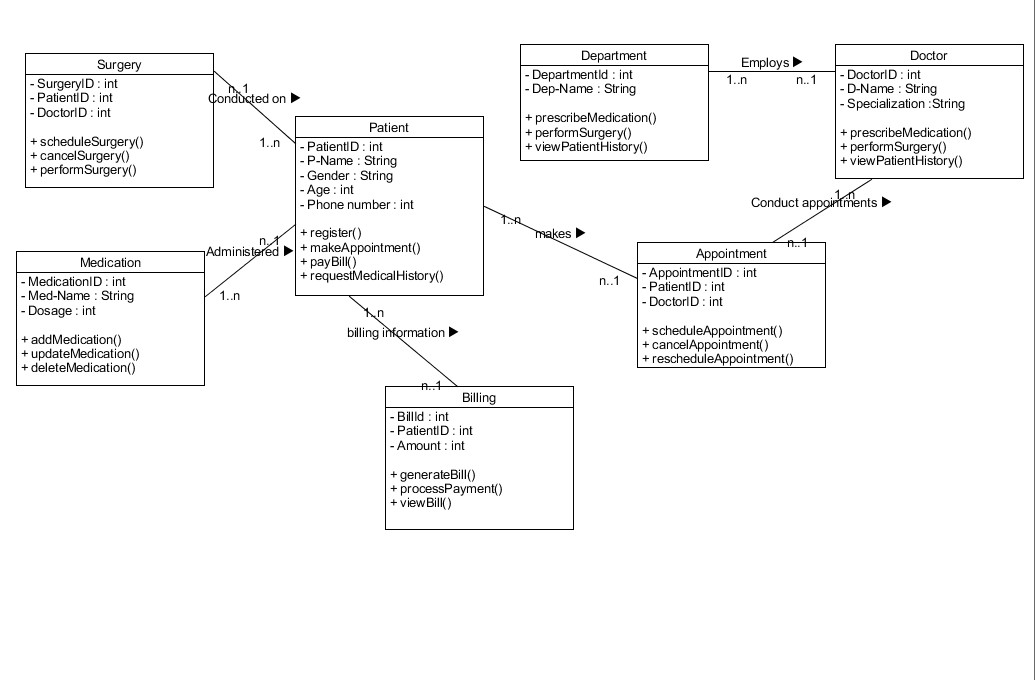 Surgery
- SurgeryID : int
- PatientID : int
- DoctorID : int
+ scheduleSurgery()
+ cancelSurgery()
+ performSurgery()
n..1
Conducted on
1..n
Patient
- PatientID : int
- P-Name : String
- Gender : String
- Age : int
- Phone number : int
+ register()
+ makeAppointment()
+ payBill()
+ requestMedicalHistory()
Department
- DepartmentId : int
- Dep-Name : String
+ prescribeMedication()
+ performSurgery()
+ viewPatientHistory()
Employs
1..n
n..1
Doctor
- DoctorID : int
- D-Name : String
- Specialization :String
+ prescribeMedication()
+ performSurgery()
+ viewPatientHistory()
1..n
Conduct appointments
n..1
1..n
makes
n..1
Appointment
- AppointmentID : int
- PatientID : int
- DoctorID : int
+ scheduleAppointment()
+ cancelAppointment()
+ rescheduleAppointment()
n..1
Administered
1..n
Medication
- MedicationID : int
- Med-Name : String
- Dosage : int
+ addMedication()
+ updateMedication()
+ deleteMedication()
1..n
billing information
n..1
Billing
- BillId : int
- PatientID : int
- Amount : int
+ generateBill()
+ processPayment()
+ viewBill()